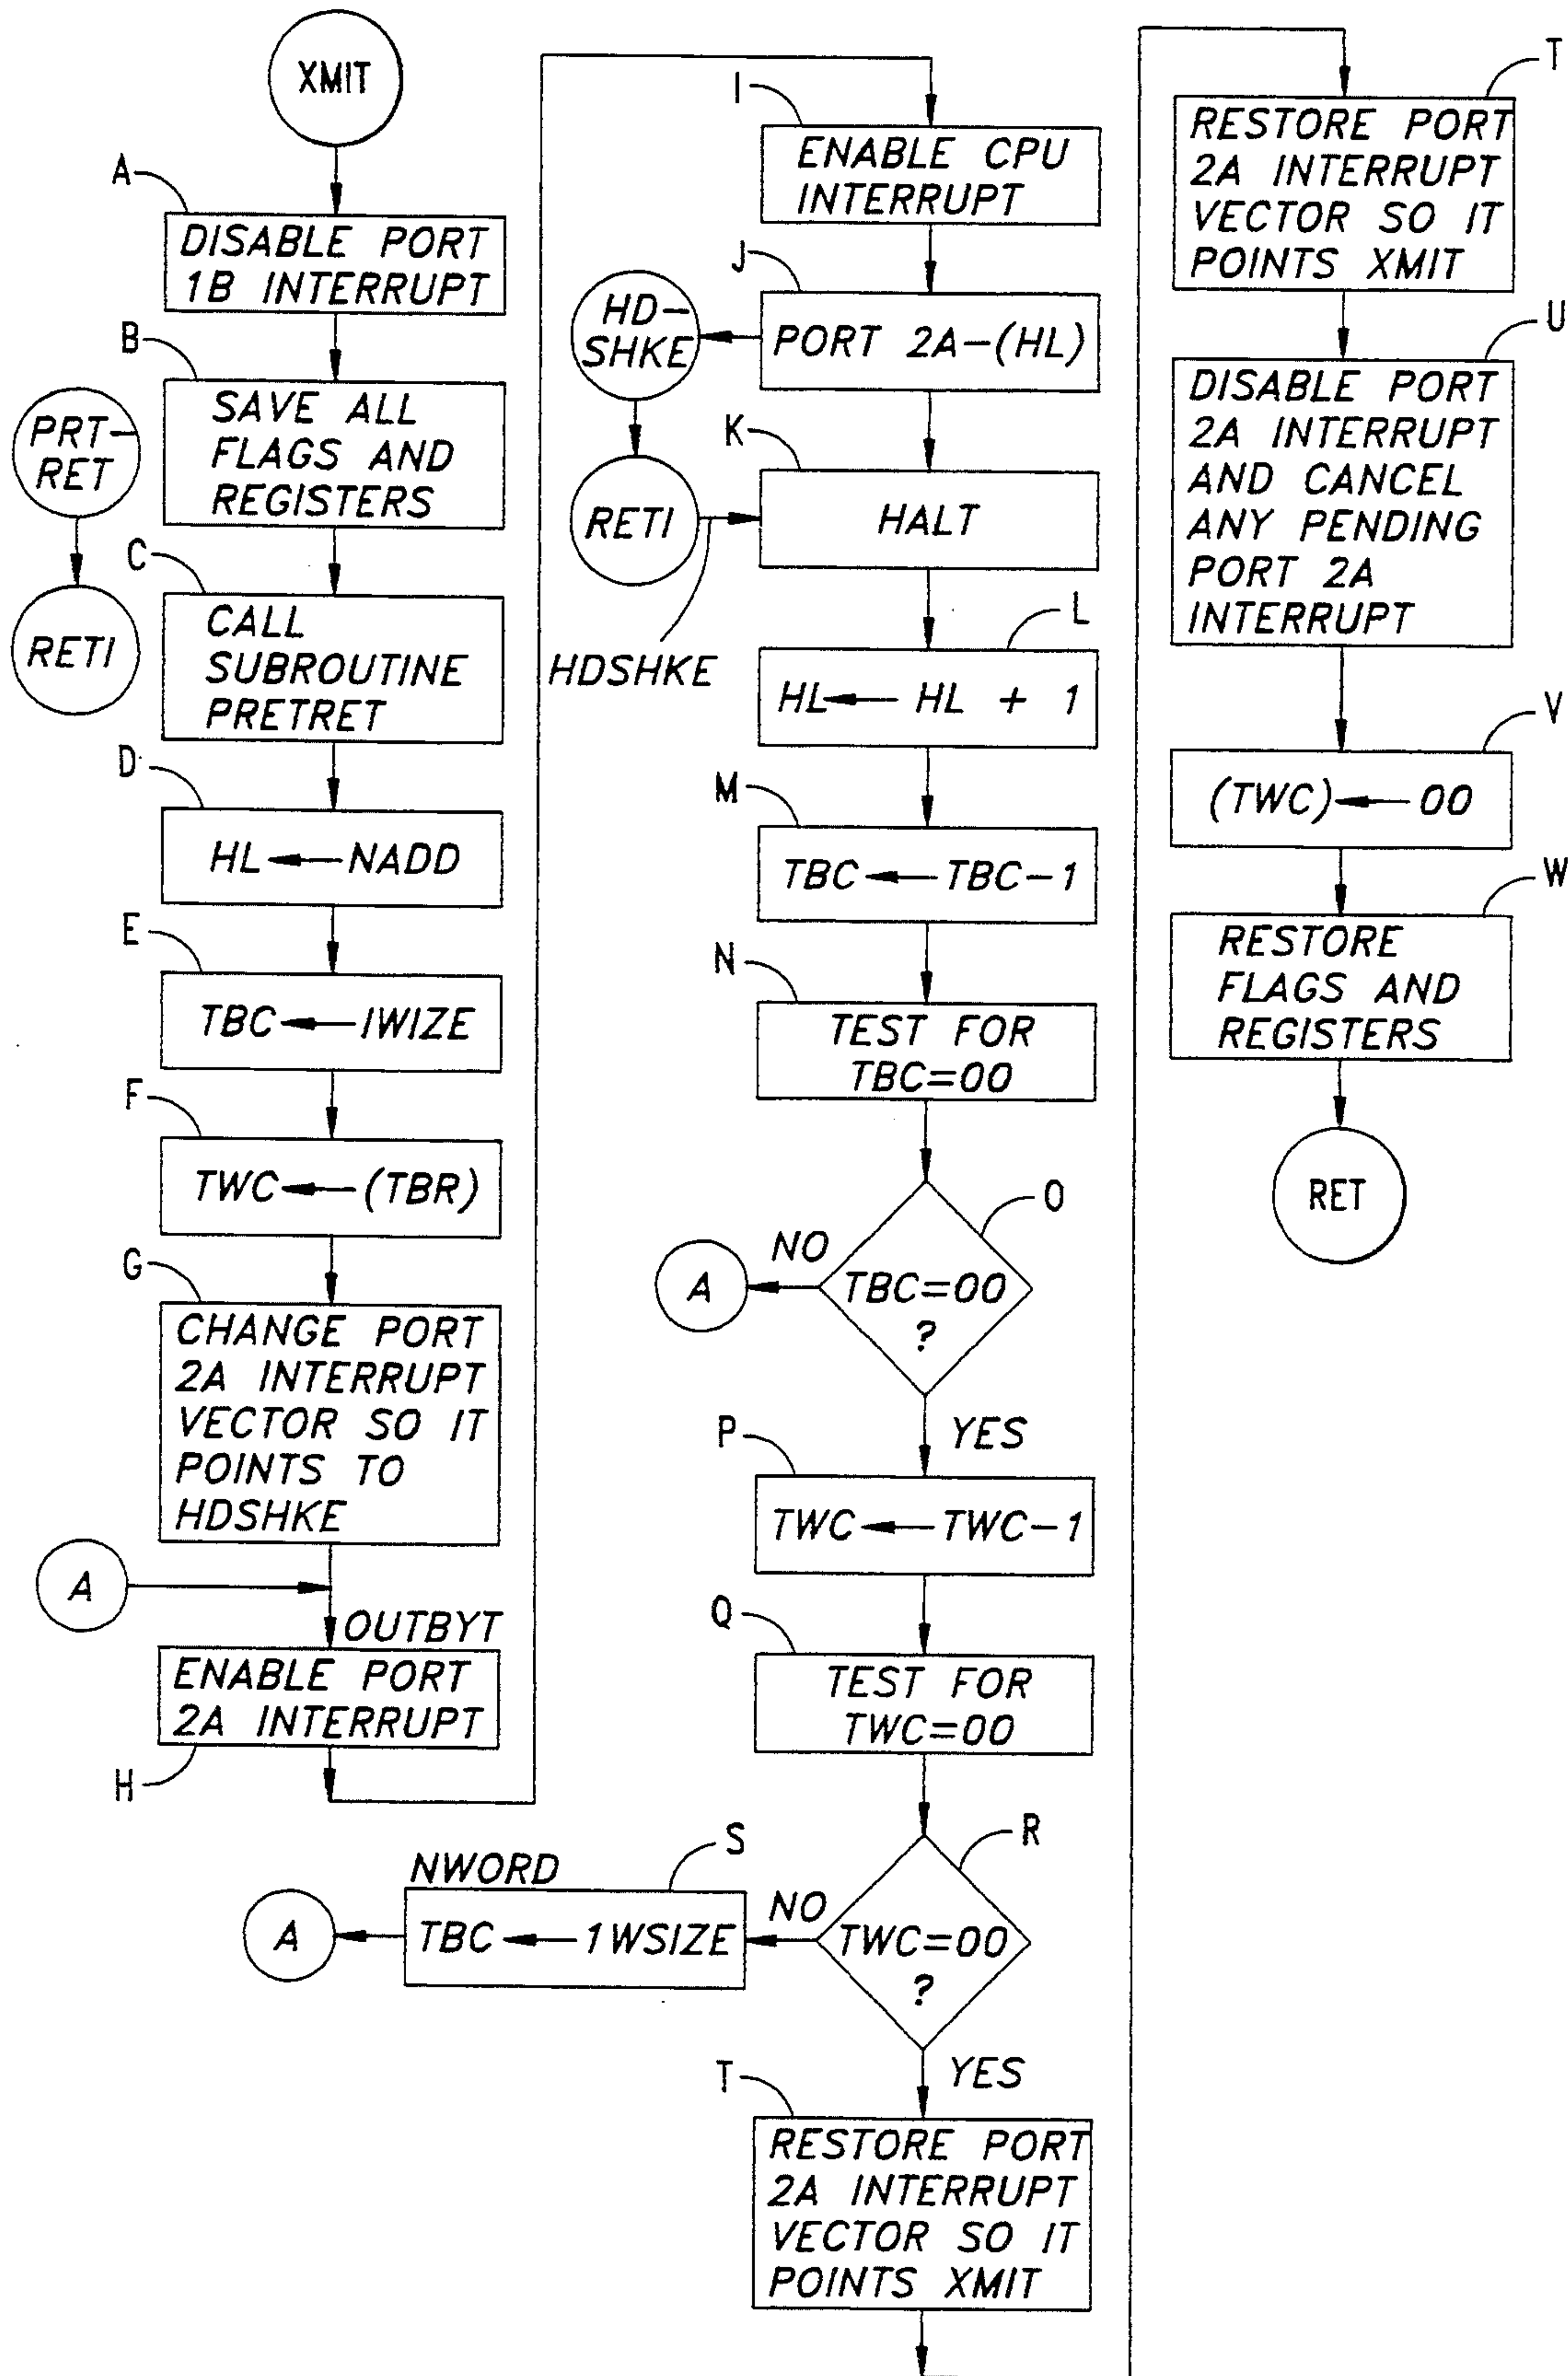 XMIT
A
DISABLE PORT
1B INTERRUPT
B
SAVE ALL
FLAGS AND
REGISTERS
PRT-
RET
RETI
C
CALL
SUBROUTINE
PRETRET
D
HL←NADD
E
TBC←IWIZE
F
TWC←(TBR)
G
CHANGE PORT
2A INTERRUPT
VECTOR SO IT
POINTS TO
HDSHKE
A
OUTBYT
ENABLE PORT
2A INTERRUPT
H
I
ENABLE CPU
INTERRUPT
J
PORT 2A-(HL)
HD-
SHKE
RETI
HDSHKE
K
HALT
L
HL← HL + 1
M
TBC←TBC-1
N
TEST FOR
TBC=00
O
TBC=00
?
NO
A
YES
P
TWC←TWC-1
Q
TEST FOR
TWC=00
R
TWC=00
?
NO
S
NWORD
TBC←1WSIZE
A
YES
T
RESTORE PORT
2A INTERRUPT
VECTOR SO IT
POINTS XMIT
T
RESTORE PORT
2A INTERRUPT
VECTOR SO IT
POINTS XMIT
U
DISABLE PORT
2A INTERRUPT
AND CANCEL
ANY PENDING
PORT 2A
INTERRUPT
V
(TWC)←00
W
RESTORE
FLAGS AND
REGISTERS
RET